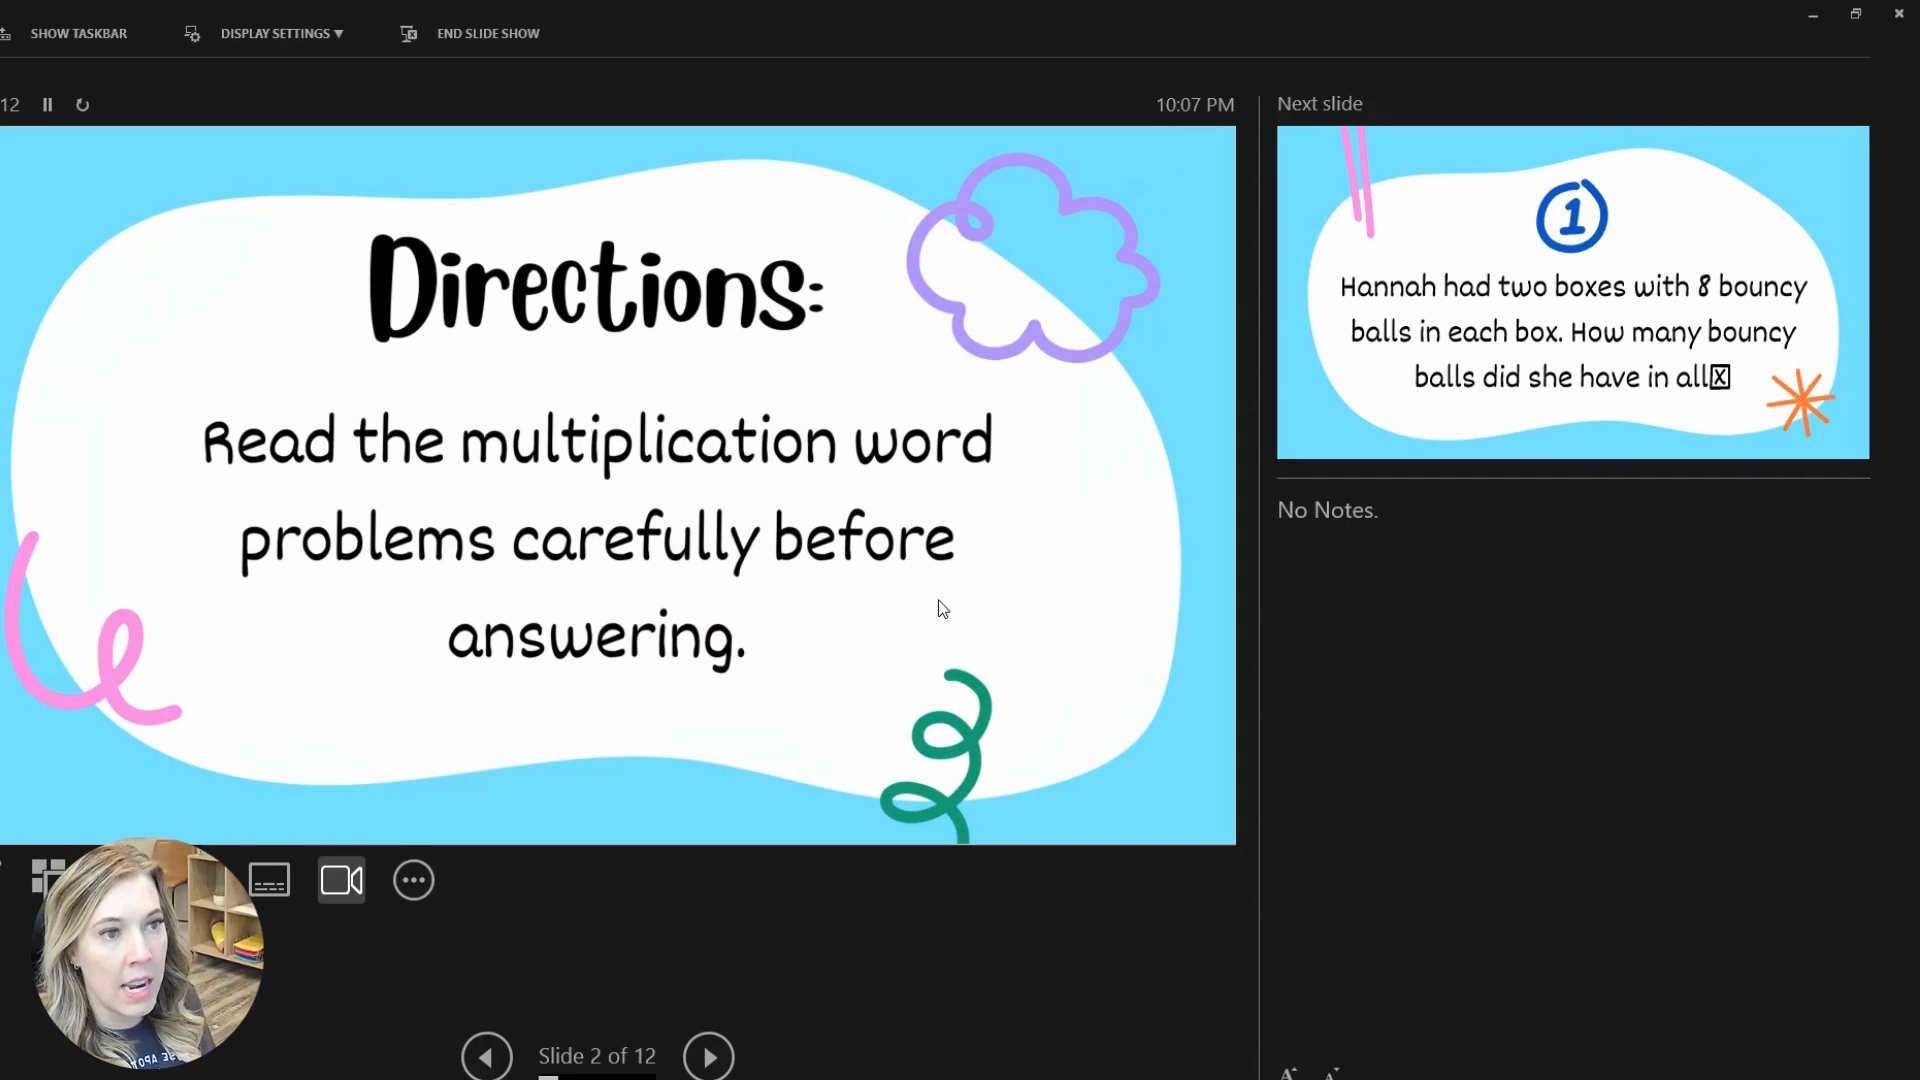 SHOW TASKBAR
DISPLAY SETTINGS ▼
END SLIDE SHOW
12
10:07 PM
Next slide
Directions:
Read the multiplication word
problems carefully before
answering.
1
Hannah had two boxes with 8 bouncy
balls in each box. How many bouncy
balls did she have in all
No Notes.
Slide 2 of 12